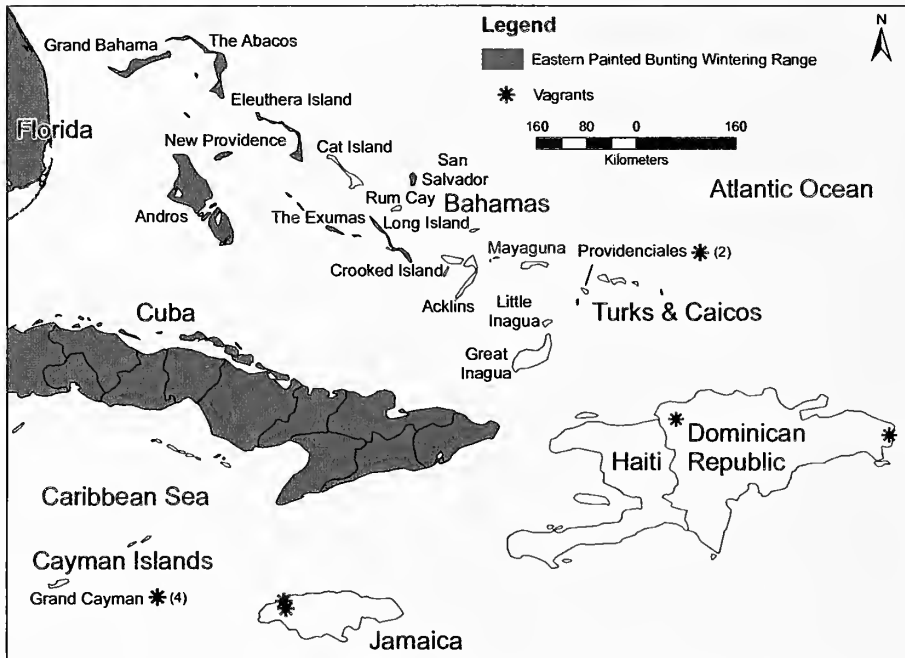 Legend
Eastern Painted Bunting Wintering Range
Vagrants
160 80 0 160
Kilometers
N
Grand Bahama
The Abacos
Florida
Eleuthera Island
New Providence
Cat Island
San
Salvador
Rum Cay
Bahamas
Atlantic Ocean
Andros
The Exumas
Long Island
Mayaguna
Providenciales (2)
Crooked Island
Acklins
Little
Inagua
Turks & Caicos
Cuba
Great
Inagua
Dominican
Republic
Haiti
Caribbean Sea
Cayman Islands
Grand Cayman (4)
Jamaica